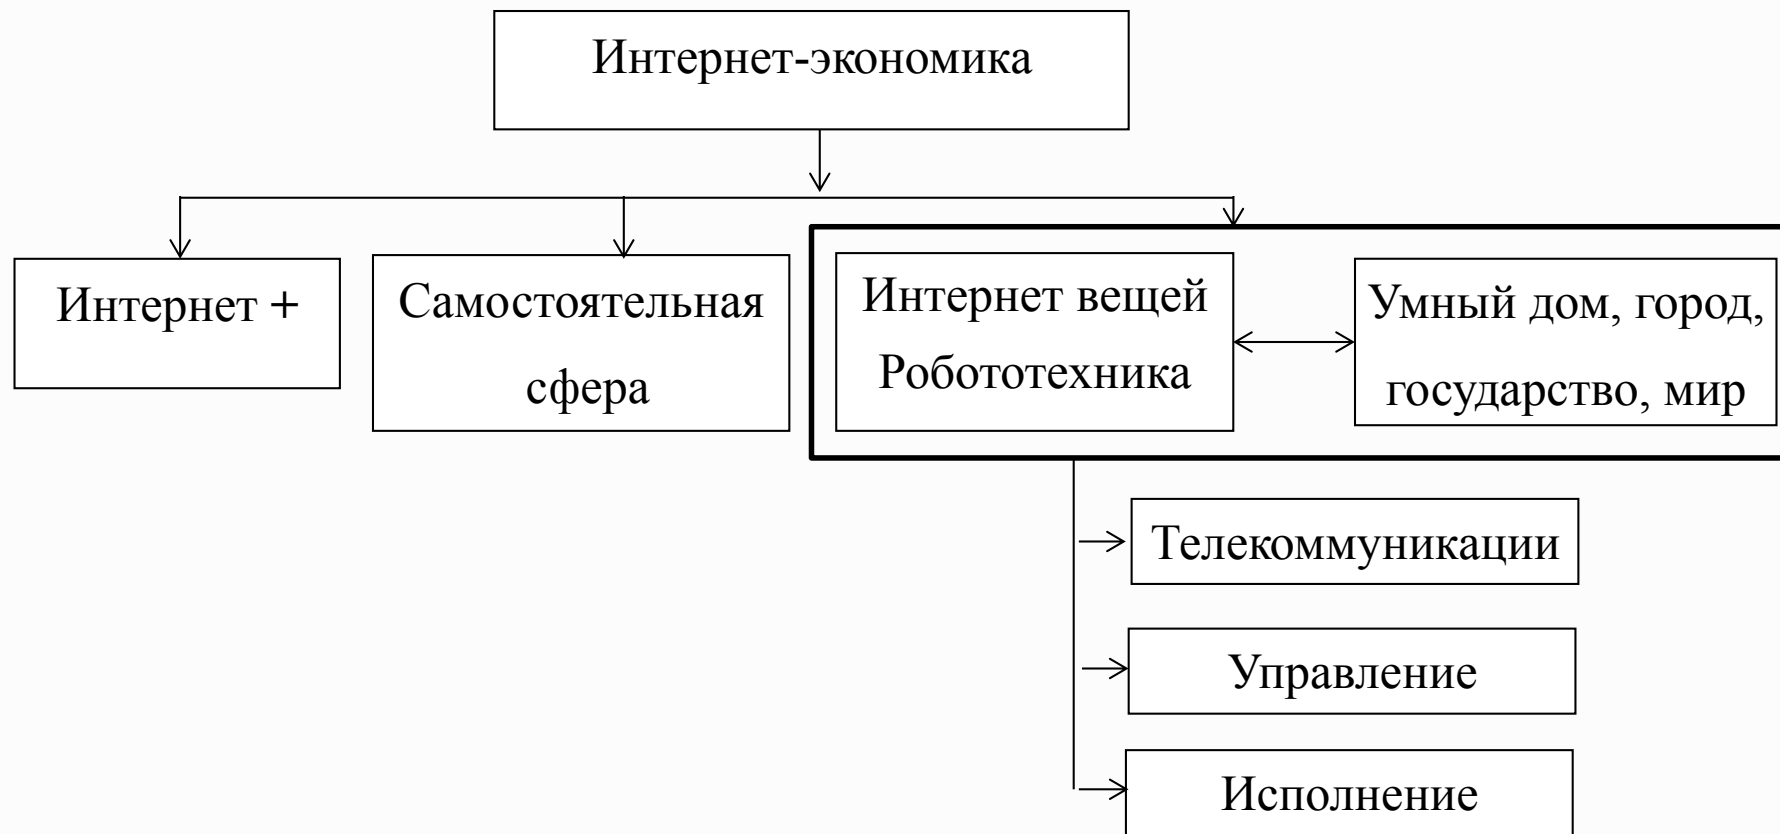 Интернет-экономика
Интернет +
Самостоятельная
сфера
Интернет вещей
Робототехника
Умный дом, город,
государство, мир
Телекоммуникации
Управление
Исполнение